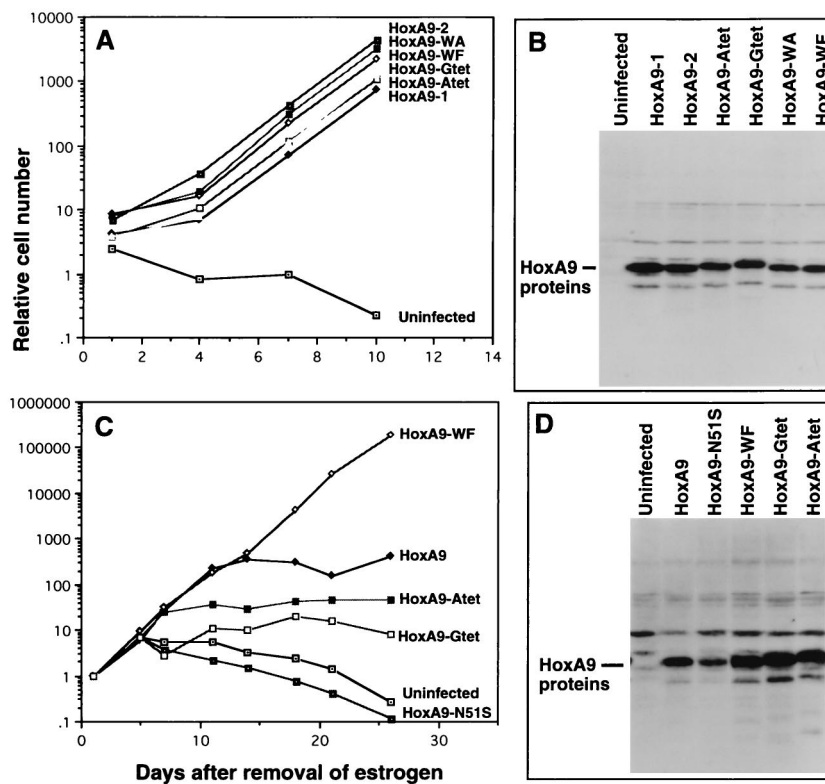 A
10000
1000
100
10
1
.1
0 2 4 6 8 10 12 14
HoxA9-2
HoxA9-WA
HoxA9-WF
HoxA9-Gtet
HoxA9-Atet
HoxA9-1
Uninfected
Relative cell number
B
Uninfected
HoxA9-1
HoxA9-2
HoxA9-Atet
HoxA9-Gtet
HoxA9-WA
HoxA9-WF
HoxA9
proteins
C
1000000
100000
10000
1000
100
10
1
.1
0 10 20 30
HoxA9-WF
HoxA9
HoxA9-Atet
HoxA9-Gtet
Uninfected
HoxA9-N51S
Days after removal of estrogen
D
Uninfected
HoxA9
HoxA9-N51S
HoxA9-WF
HoxA9-Gtet
HoxA9-Atet
HoxA9
proteins